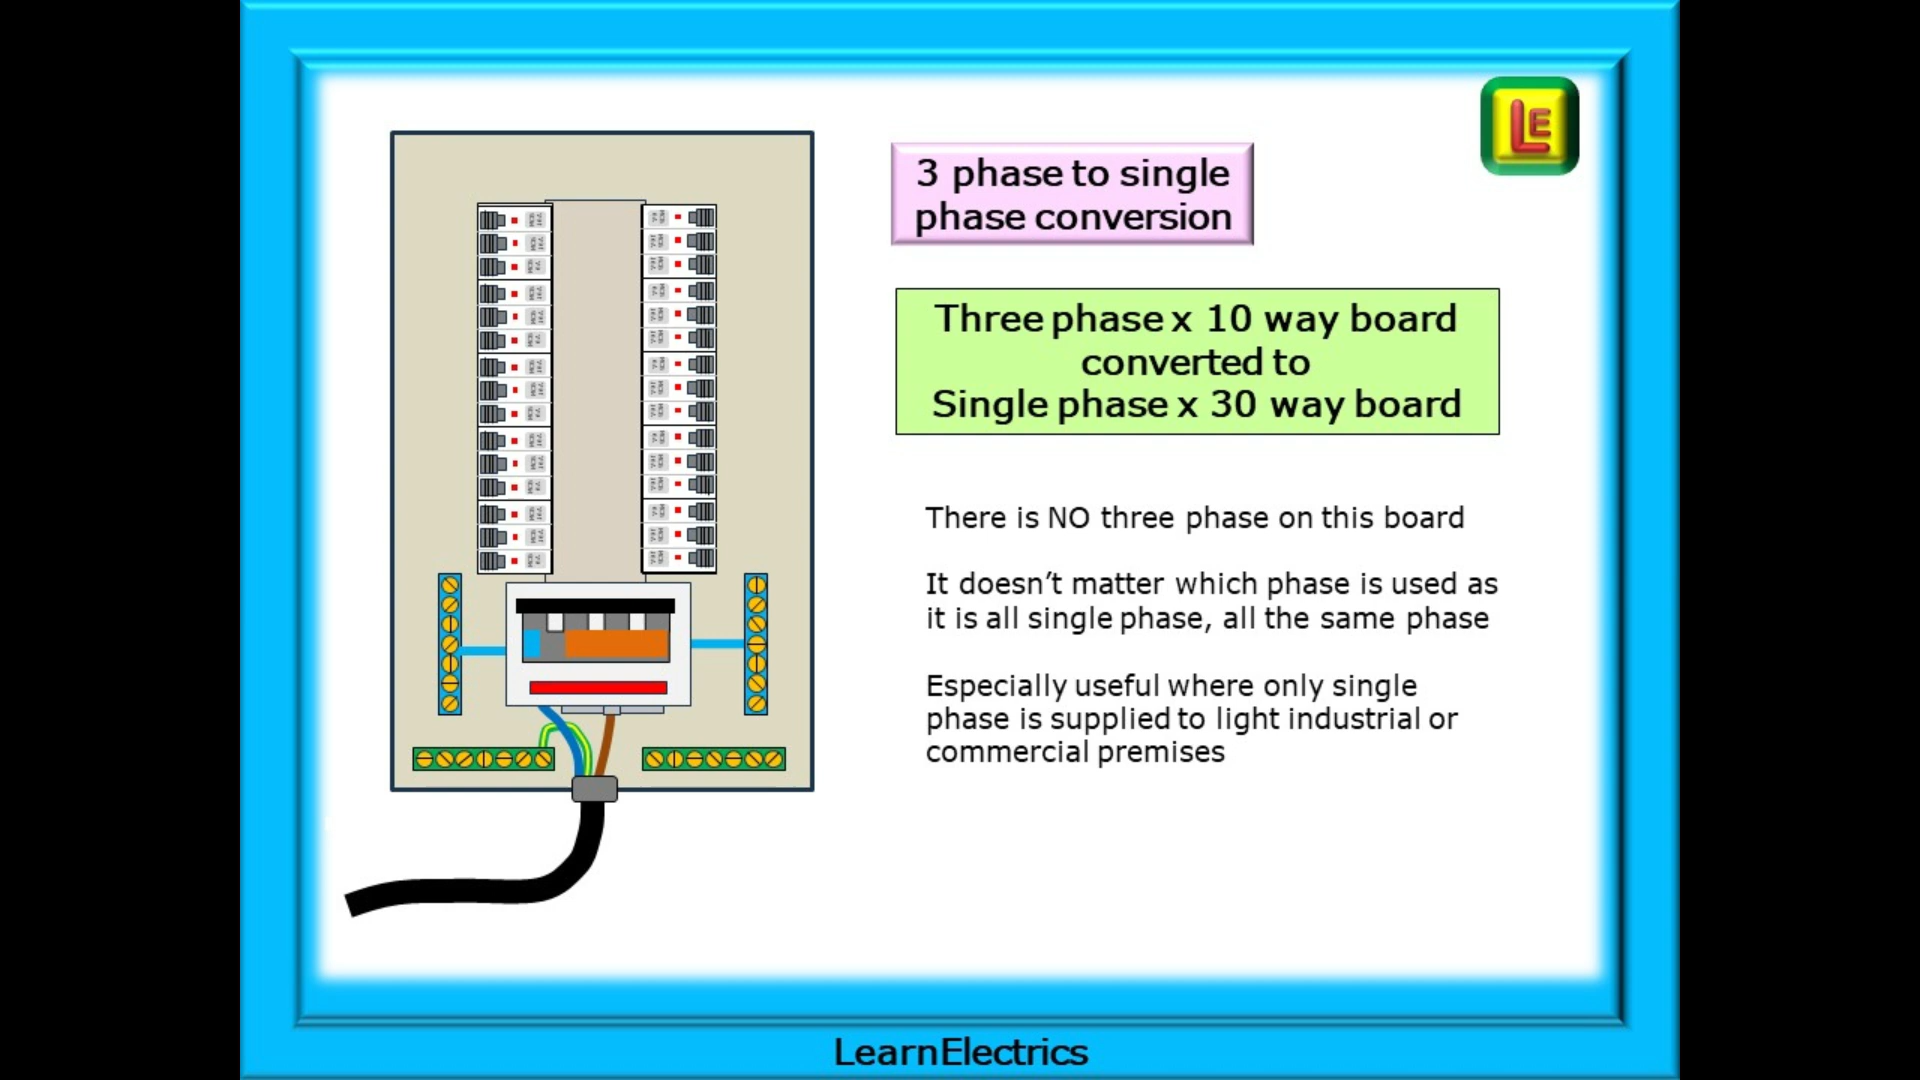 LE
3 phase to single
phase conversion
Three phase x 10 way board
converted to
Single phase x 30 way board
There is NO three phase on this board
It doesn’t matter which phase is used as
it is all single phase, all the same phase
Especially useful where only single
phase is supplied to light industrial or
commercial premises
LearnElectrics